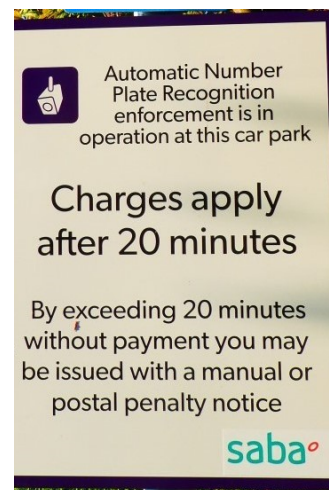 Automatic Number
Plate Recognition
enforcement is in
operation at this car park
Charges apply
after 20 minutes
By exceeding 20 minutes
without payment you may
be issued with a manual or
postal penalty notice
saba